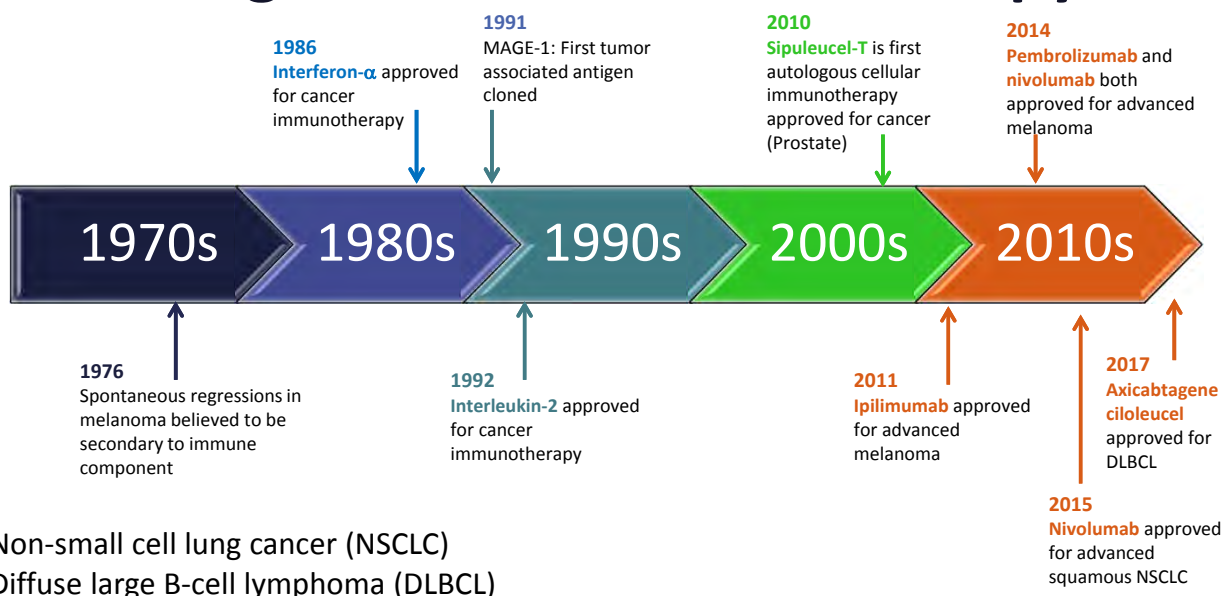 1986
Interferon-α approved
for cancer
immunotherapy
1991
MAGE-1: First tumor
associated antigen
cloned
2010
Sipuleucel-T is first
autologous cellular
immunotherapy
approved for cancer
(Prostate)
2014
Pembrolizumab and
nivolumab both
approved for advanced
melanoma
1970s
1980s
1990s
2000s
2010s
1976
Spontaneous regressions in
melanoma believed to be
secondary to immune
component
1992
Interleukin-2 approved
for cancer
immunotherapy
2011
Ipilimumab approved
for advanced
melanoma
2017
Axicabtagene
ciloleucel
approved for
DLBCL
2015
Nivolumab approved
for advanced
squamous NSCLC
Non-small cell lung cancer (NSCLC)
Diffuse large B-cell lymphoma (DLBCL)